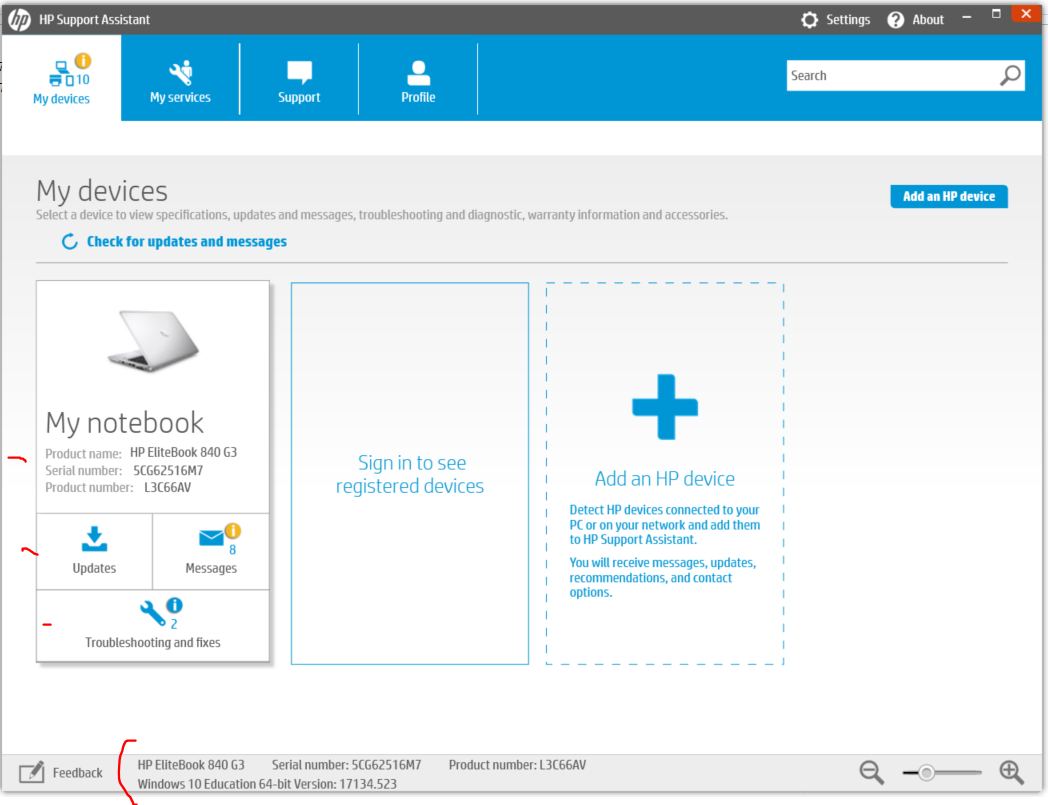 hp HP Support Assistant
Settings
? About
10
My devices
My services
Support
Profile
Search
My devices
Add an HP device
Select a device to view specifications, updates and messages, troubleshooting and diagnostic, warranty information and accessories.
Check for updates and messages
My notebook
Product name: HP EliteBook 840 G3
Serial number: 5CG62516M7
Product number: L3C66AV
Updates
8
Messages
2
Troubleshooting and fixes
Sign in to see
registered devices
Add an HP device
Detect HP devices connected to your
PC or on your network and add them
to HP Support Assistant.
You will receive messages, updates,
recommendations, and contact
options.
Feedback
HP EliteBook 840 G3 Serial number: 5CG62516M7 Product number: L3C66AV
Windows 10 Education 64-bit Version: 17134.523